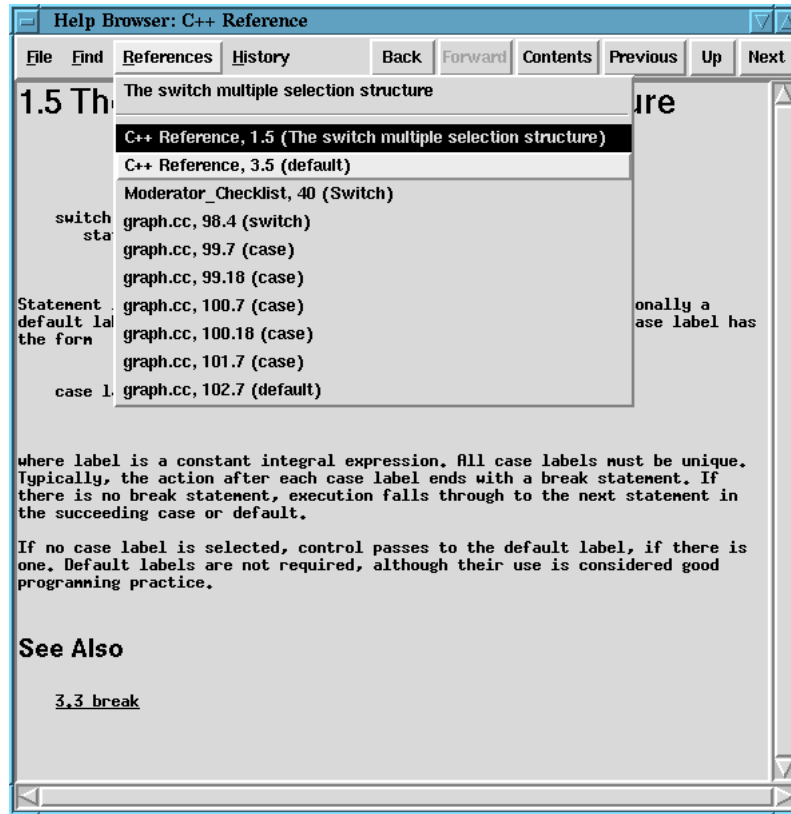 Help Browser: C++ Reference
File Find References History Back Forward Contents Previous Up Next
1.5 Th ure
The switch multiple selection structure
C++ Reference, 1.5 (The switch multiple selection structure)
C++ Reference, 3.5 (default)
Moderator_Checklist, 40 (Switch)
graph.cc, 98.4 (switch)
graph.cc, 99.7 (case)
graph.cc, 99.18 (case)
graph.cc, 100.7 (case)
graph.cc, 100.18 (case)
graph.cc, 101.7 (case)
graph.cc, 102.7 (default)
switch
sta
Statement onally a
default la ase label has
the form
case l
where label is a constant integral expression. All case labels must be unique.
Typically, the action after each case label ends with a break statement. If
there is no break statement, execution falls through to the next statement in
the succeeding case or default.
If no case label is selected, control passes to the default label, if there is
one. Default labels are not required, although their use is considered good
programming practice.
See Also
3.3 break